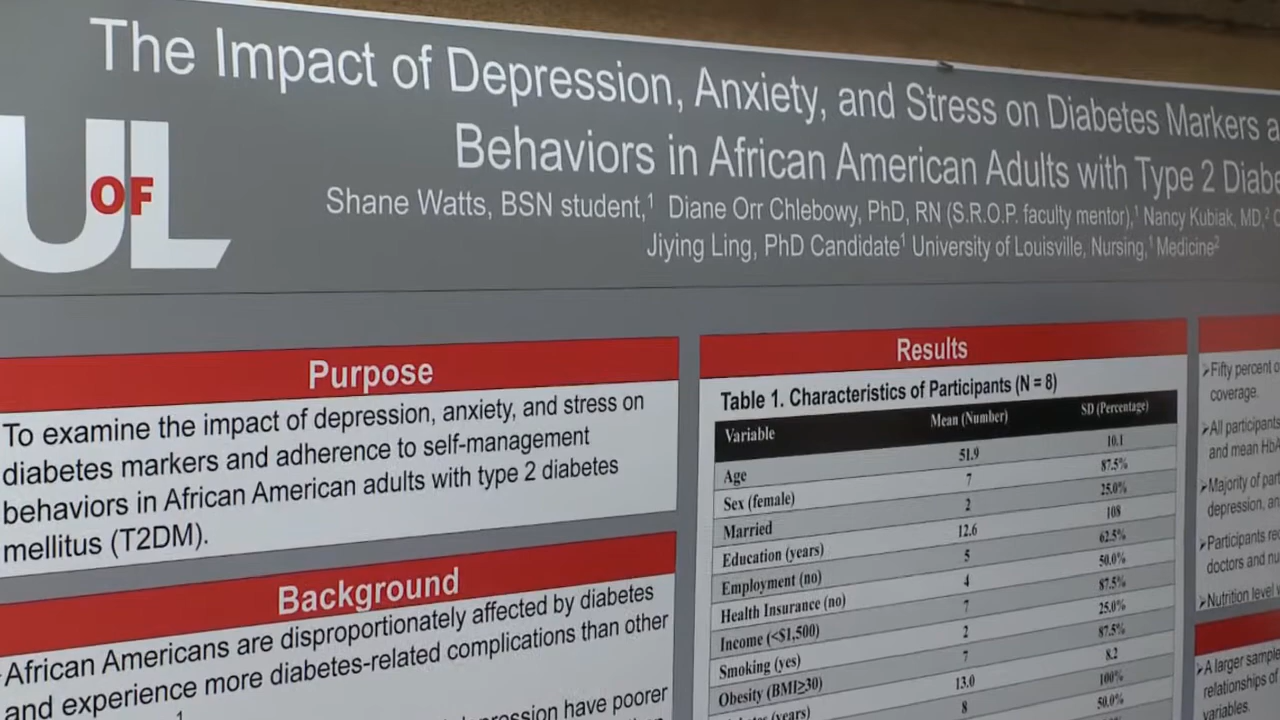 The Impact of Depression, Anxiety, and Stress on Diabetes Markers
Behaviors in African American Adults with Type 2
Shane Watts, BSN student,¹ Diane Orr Chlebowy, PhD, RN (S.R.O.P. faculty mentor),¹ Nancy Kubiak, MD,²
Jiying Ling, PhD Candidate¹ University of Louisville, Nursing,¹ Medicine²
U OF L
Purpose
To examine the impact of depression, anxiety, and stress on
diabetes markers and adherence to self-management
behaviors in African American adults with type 2 diabetes
mellitus (T2DM).
Background
African Americans are disproportionately affected by diabetes
and experience more diabetes-related complications than other
1
have poorer
Results
Table 1. Characteristics of Participants (N = 8)
Variable Mean (Number) SD (Percentage)
Age 51.9 10.1
Sex (female) 7 87.5%
Married 2 25.0%
Education (years) 12.6 108
Employment (no) 5 62.5%
Health Insurance (no) 4 50.0%
Income (<$1,500) 7 87.5%
Smoking (yes) 2 25.0%
Obesity (BMI≥30) 7 87.5%
(years) 13.0 8.2
8 100%
50.0%
➢Fifty percent
coverage.
➢All participants
and mean
➢Majority of
depression,
➢Participants
doctors and
➢Nutrition level
➢A larger sample
relationships of
variables.